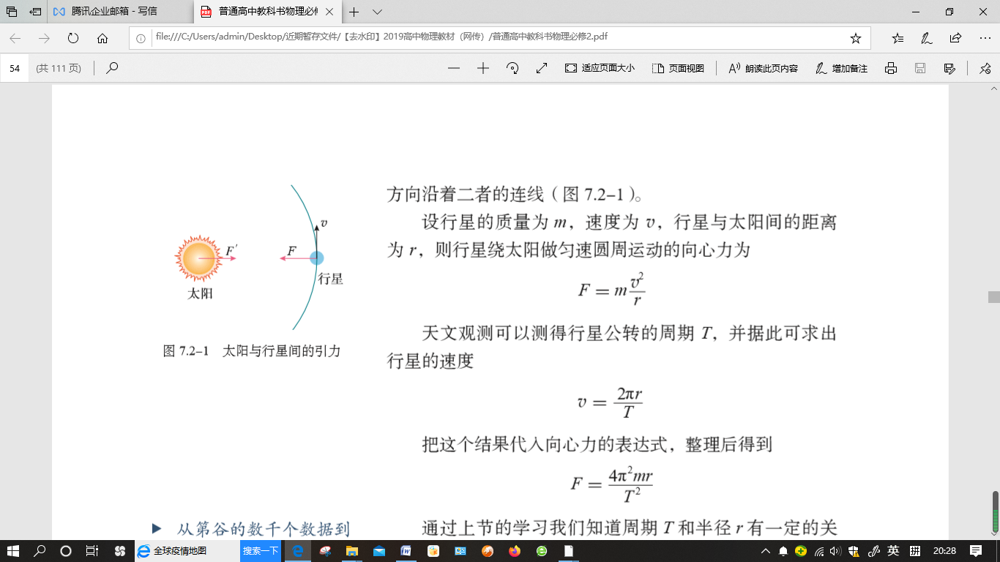 腾讯企业邮箱 - 写信
普通高中教科书物理必修
file:///C:/Users/admin/Desktop/近期暂存文件/【去水印】2019高中物理教材（网传）/普通高中教科书物理必修2.pdf
54 (共 111 页)
适应页面大小
页面视图
朗读此页内容
增加备注
方向沿着二者的连线（图 7.2–1）。
设行星的质量为 m，速度为 v，行星与太阳间的距离
为 r，则行星绕太阳做匀速圆周运动的向心力为
F = m v²/r
天文观测可以测得行星公转的周期 T，并据此可求出
行星的速度
v = 2πr/T
把这个结果代入向心力的表达式，整理后得到
F = 4π²mr/T²
通过上节的学习我们知道周期 T 和半径 r 有一定的关
v
F′
F
行星
太阳
图 7.2–1 太阳与行星间的引力
▶ 从第谷的数千个数据到
全球疫情地图
搜索一下
英
拼
20:28